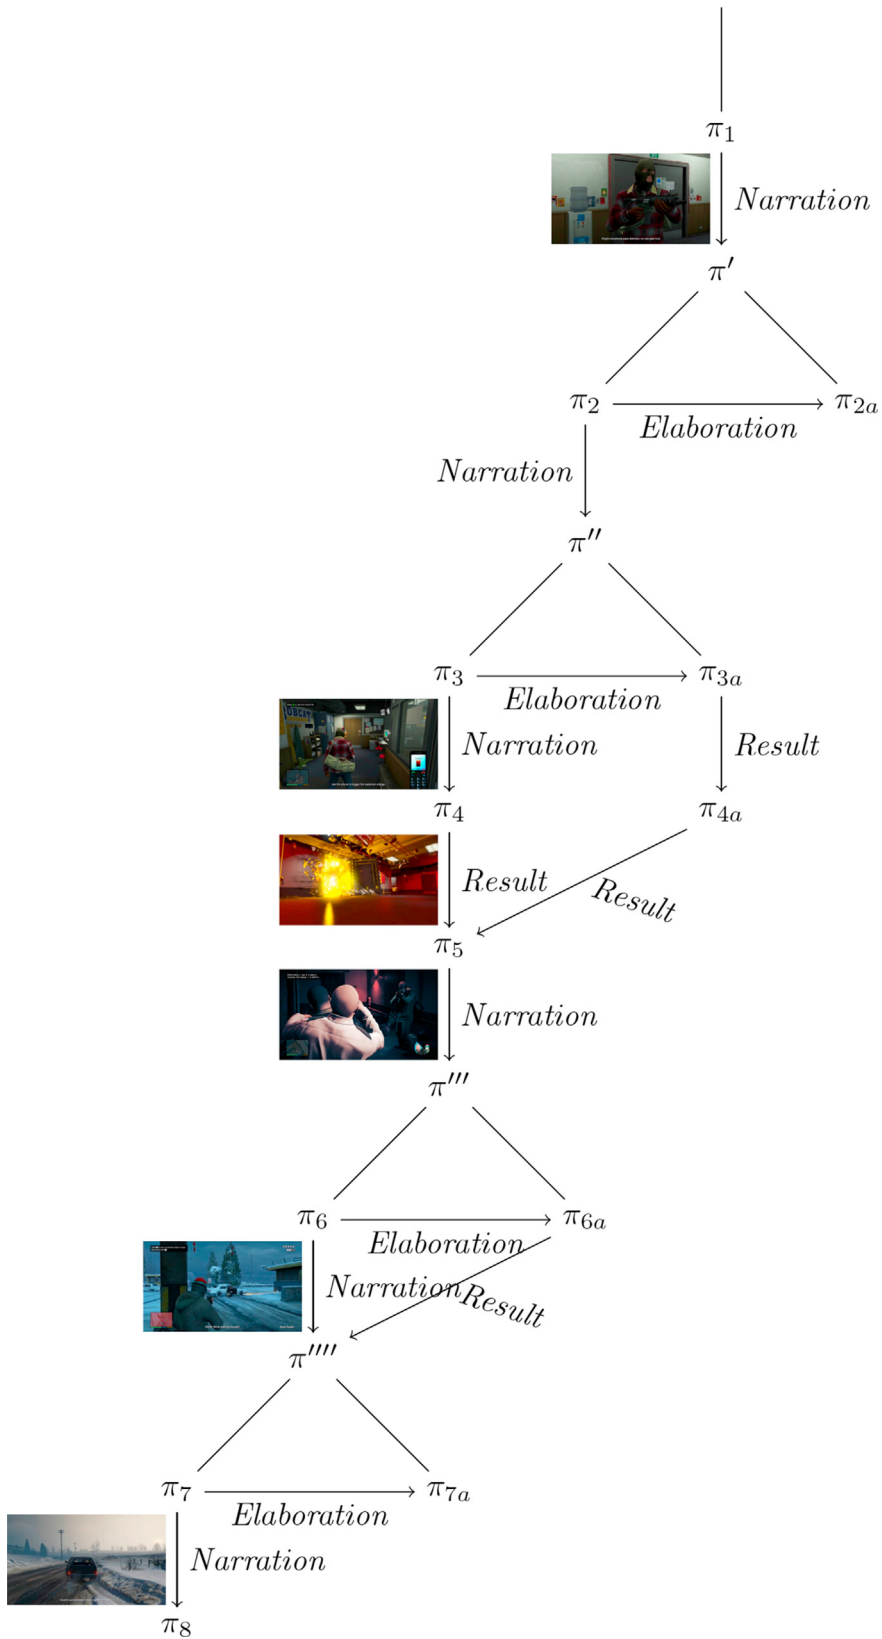 π₁
Narration
π′
π₂ Elaboration π₂ₐ
Narration
π″
π₃ Elaboration π₃ₐ
Narration Result
π₄ π₄ₐ
Result Result
π₅
Narration
π‴
π₆ Elaboration π₆ₐ
Narration Result
π⁗
π₇ Elaboration π₇ₐ
Narration
π₈